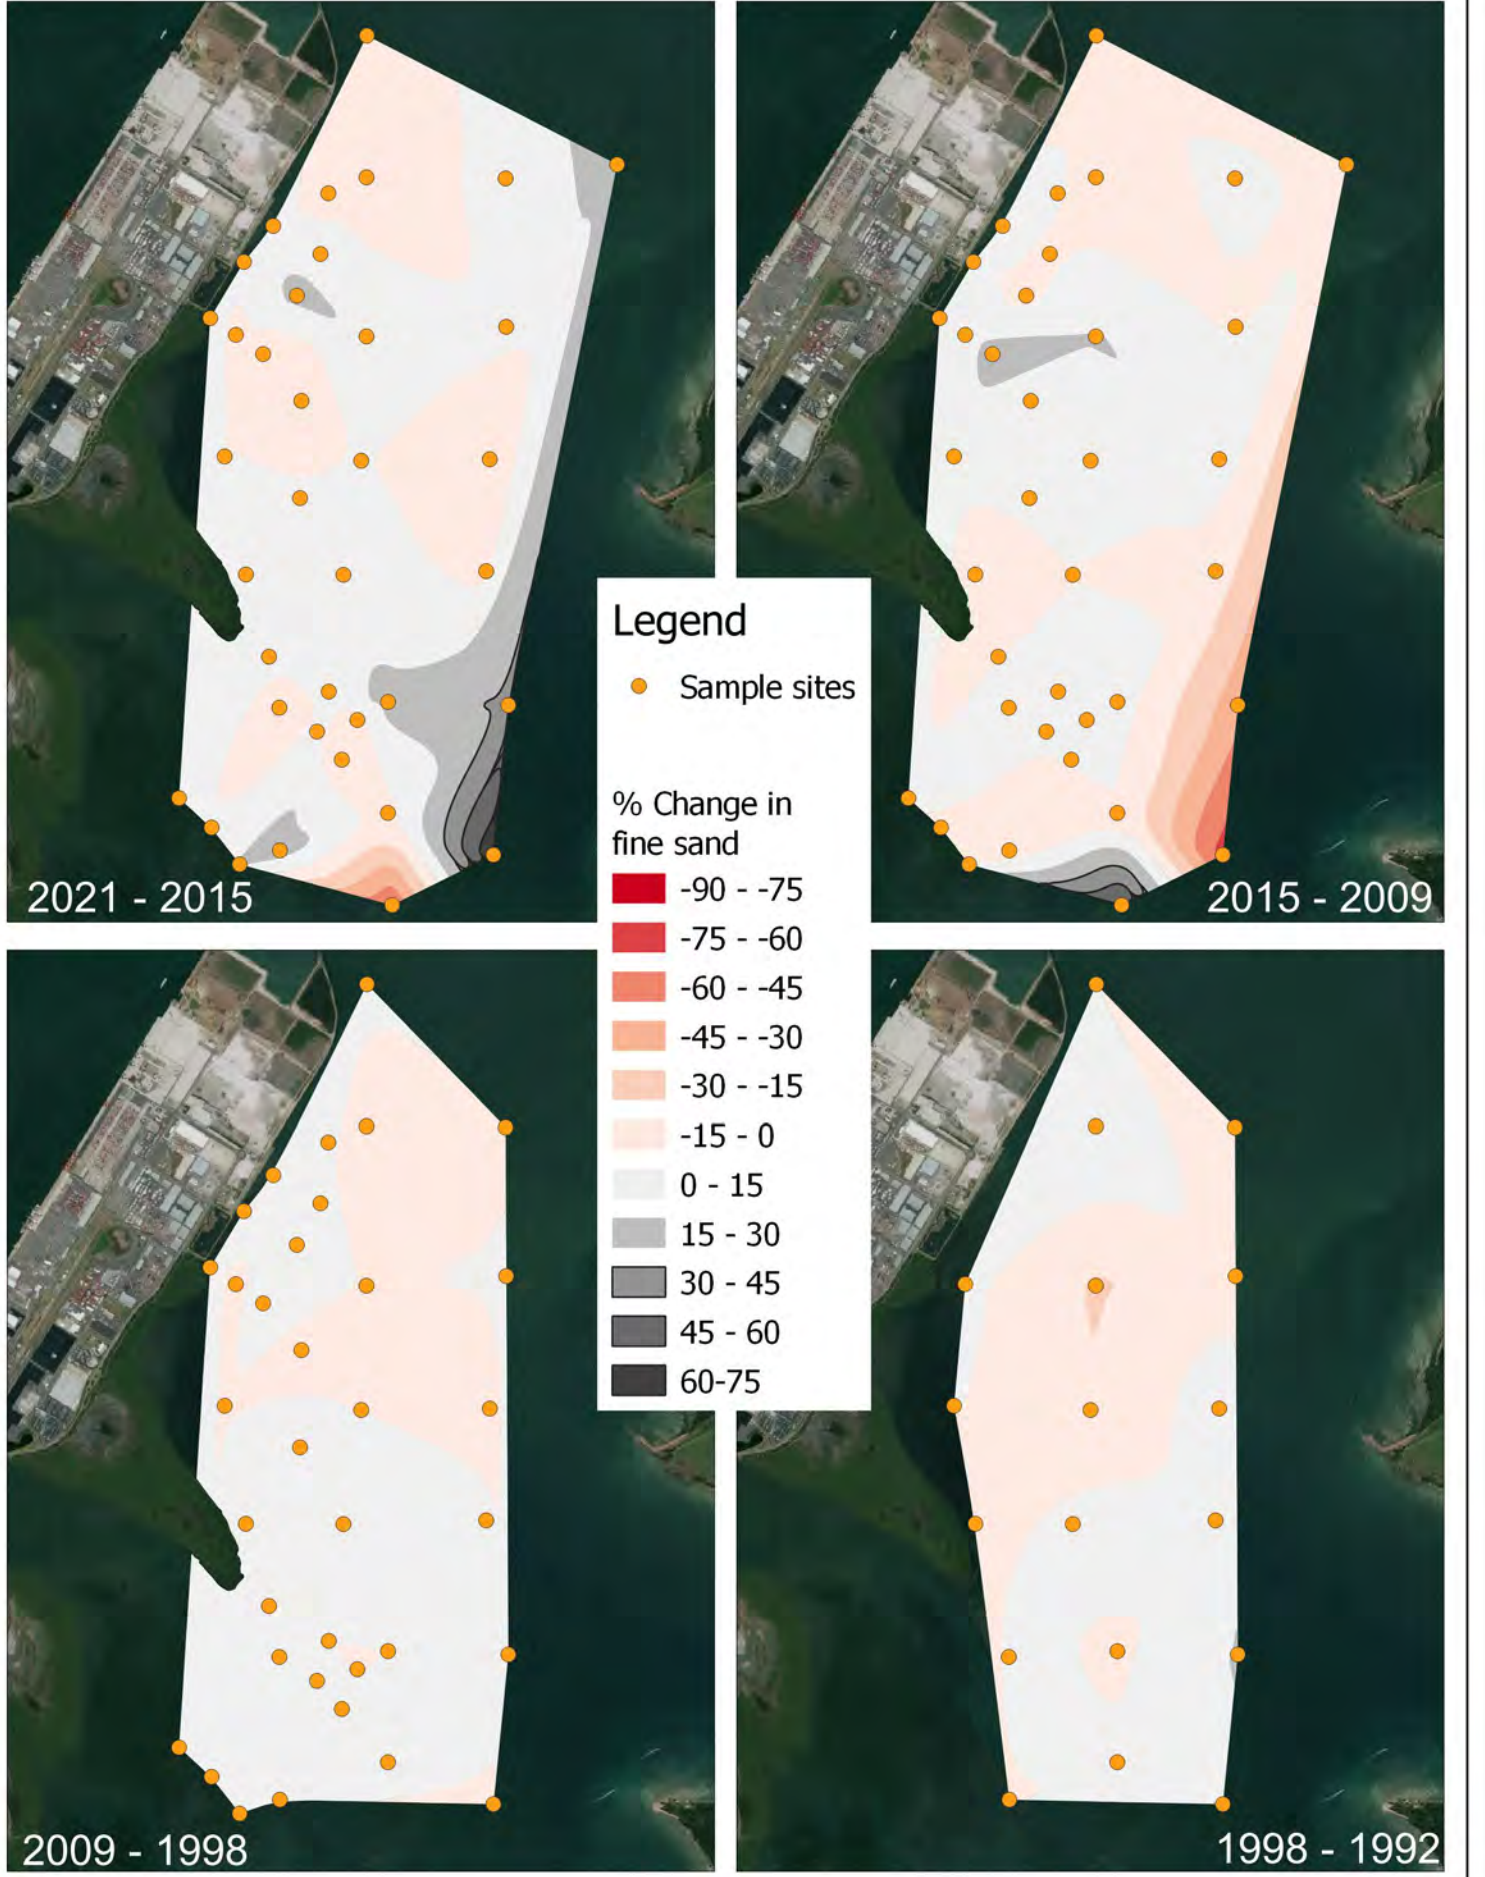 2021 - 2015
2015 - 2009
Legend
Sample sites
% Change in
fine sand
-90 - -75
-75 - -60
-60 - -45
-45 - -30
-30 - -15
-15 - 0
0 - 15
15 - 30
30 - 45
45 - 60
60-75
2009 - 1998
1998 - 1992